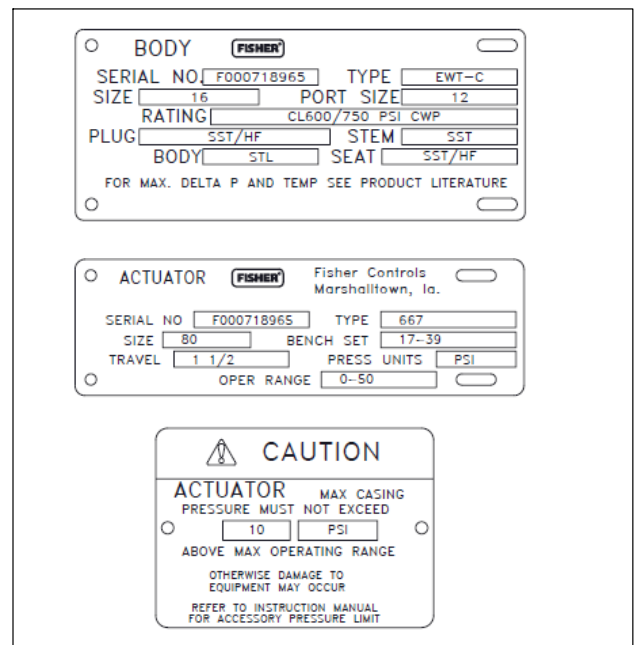 BODY FISHER
SERIAL NO. F000718965 TYPE EWT-C
SIZE 16 PORT SIZE 12
RATING CL600/750 PSI CWP
PLUG SST/HF STEM SST
BODY STL SEAT SST/HF
FOR MAX. DELTA P AND TEMP SEE PRODUCT LITERATURE
ACTUATOR FISHER Fisher Controls
Marshalltown, Ia.
SERIAL NO F000718965 TYPE 667
SIZE 80 BENCH SET 17-39
TRAVEL 1 1/2 PRESS UNITS PSI
OPER RANGE 0-50
CAUTION
ACTUATOR MAX CASING
PRESSURE MUST NOT EXCEED
10 PSI
ABOVE MAX OPERATING RANGE
OTHERWISE DAMAGE TO
EQUIPMENT MAY OCCUR
REFER TO INSTRUCTION MANUAL
FOR ACCESSORY PRESSURE LIMIT